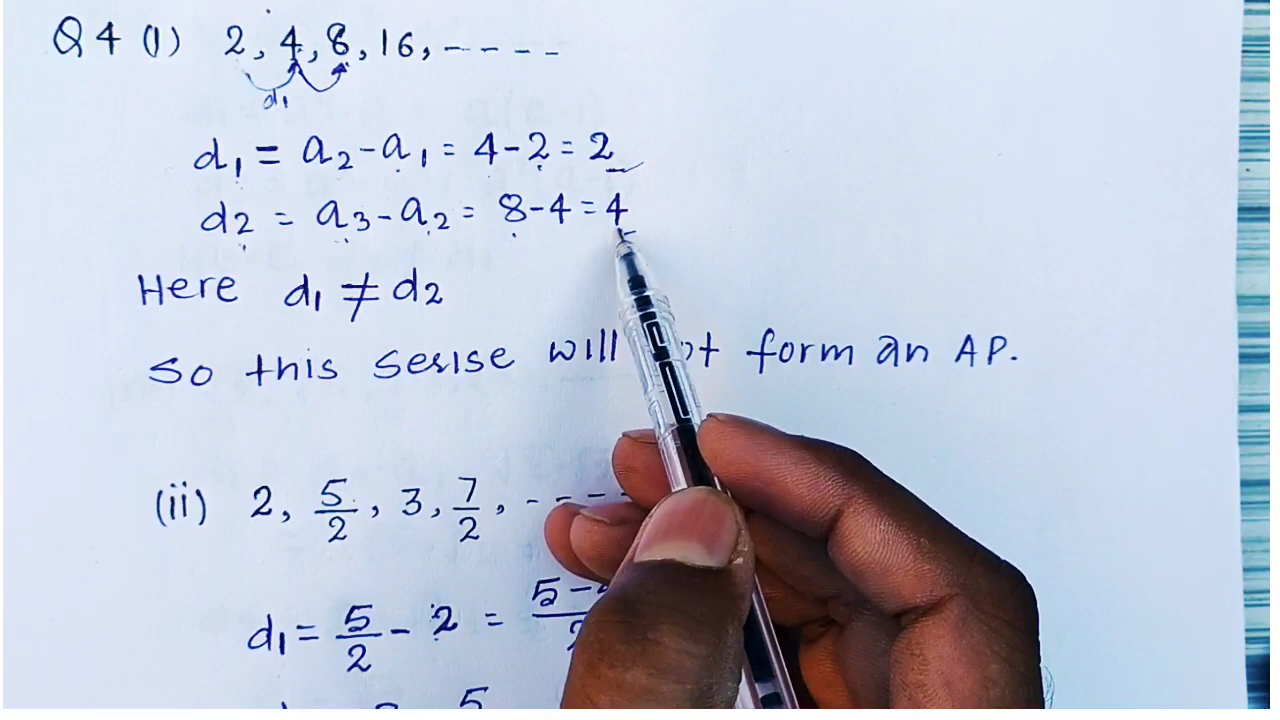 Q4 (1) 2, 4, 8, 16, - - - -
d1
d1 = a2 - a1 = 4 - 2 = 2
d2 = a3 - a2 = 8 - 4 = 4
Here d1 ≠ d2
So this serise will form an AP.
(ii) 2, 5/2, 3, 7/2, - - - -
d1 = 5/2 - 2 =